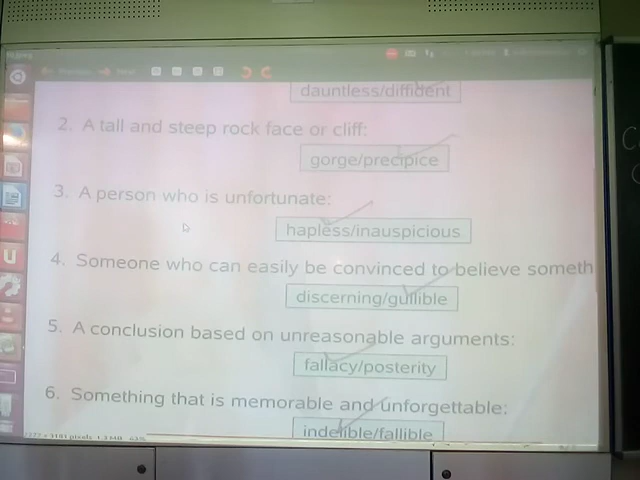 dauntless/diffident
2. A tall and steep rock face or cliff:
gorge/precipice
3. A person who is unfortunate:
hapless/inauspicious
4. Someone who can easily be convinced to believe someth
discerning/gullible
5. A conclusion based on unreasonable arguments:
fallacy/posterity
6. Something that is memorable and unforgettable:
indelible/fallible